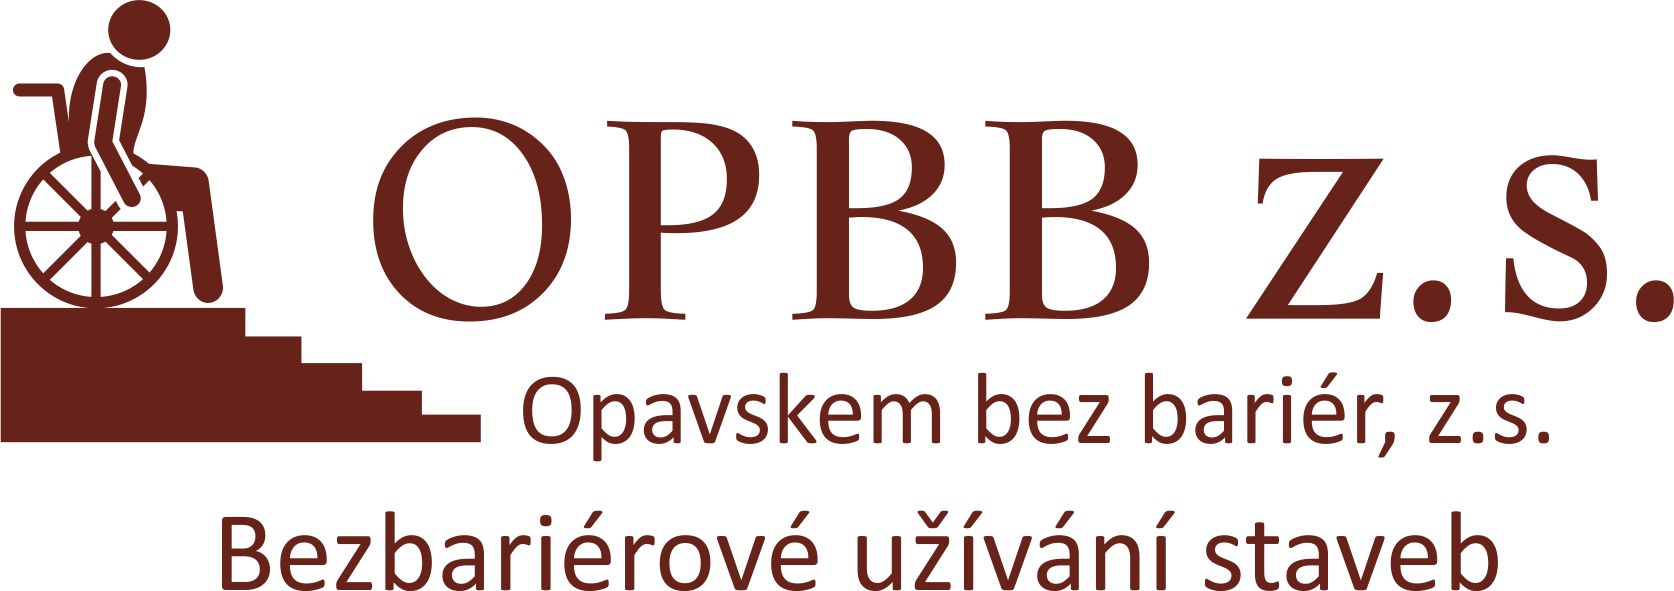 OPBB z.s.
Opavskem bez bariér, z.s.
Bezbariérové užívání staveb